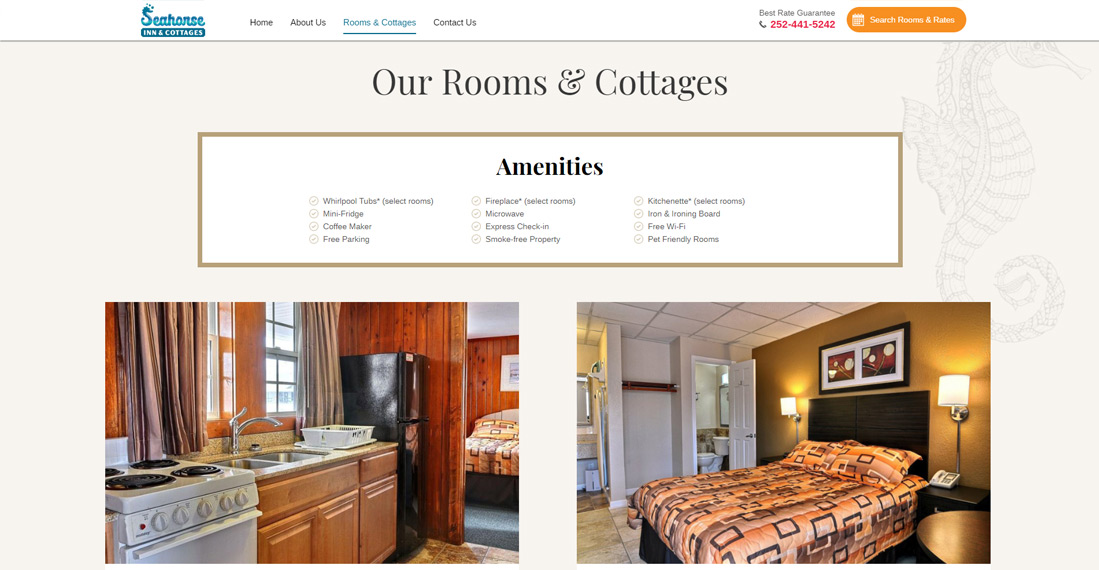 Seahorse
INN & COTTAGES
Home
About Us
Rooms & Cottages
Contact Us
Best Rate Guarantee
252-441-5242
Search Rooms & Rates
Our Rooms & Cottages
Amenities
Whirlpool Tubs* (select rooms)
Fireplace* (select rooms)
Kitchenette* (select rooms)
Mini-Fridge
Microwave
Iron & Ironing Board
Coffee Maker
Express Check-in
Free Wi-Fi
Free Parking
Smoke-free Property
Pet Friendly Rooms